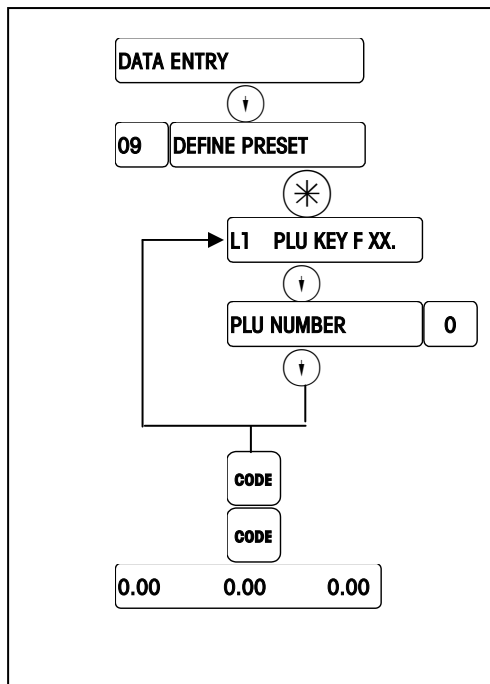 DATA ENTRY
09 DEFINE PRESET
L1 PLU KEY F XX.
PLU NUMBER 0
CODE
CODE
0.00 0.00 0.00